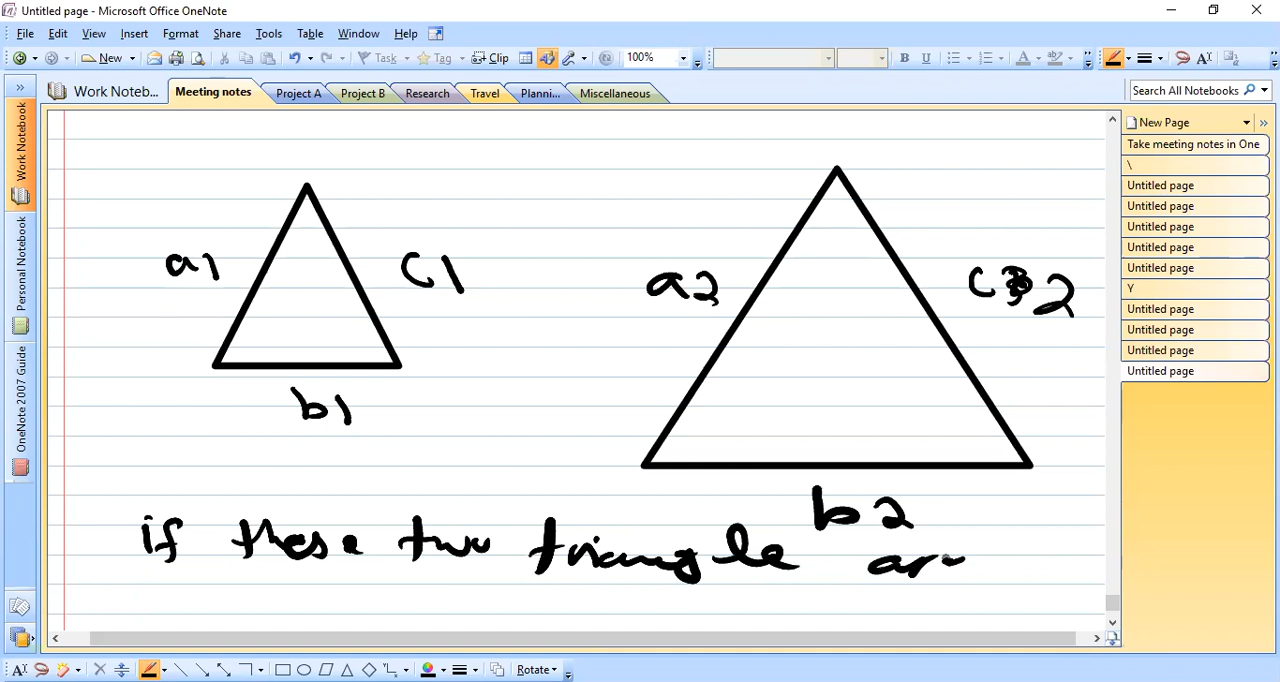 Untitled page - Microsoft Office OneNote
File Edit View Insert Format Share Tools Table Window Help
New Task Tag Clip 100% B U A
Work Noteb... Meeting notes Project A Project B Research Travel Planni... Miscellaneous Search All Notebooks
Work Notebook
Personal Notebook
OneNote 2007 Guide
a1 c1
b1
a2 c 2
b2
if these two triangle
New Page
Take meeting notes in One
\
Untitled page
Untitled page
Untitled page
Untitled page
Untitled page
Y
Untitled page
Untitled page
Untitled page
Untitled page
Rotate